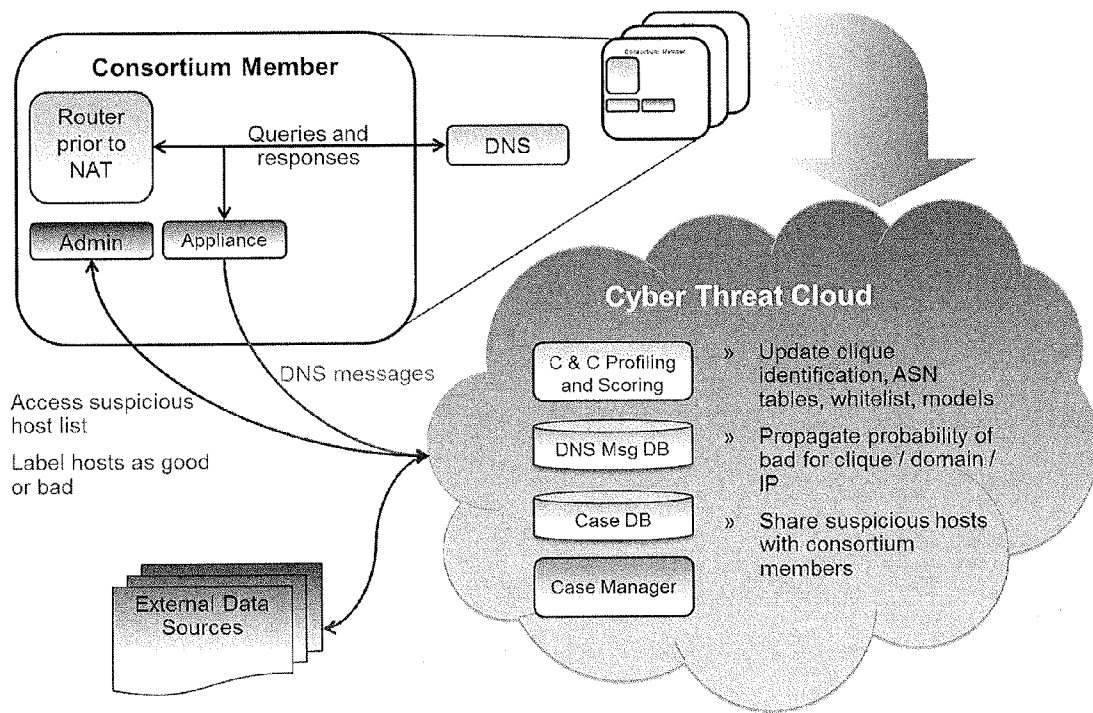 Consortium Member
Router
prior to
NAT
Queries and
responses
DNS
Admin
Appliance
Consortium Member
DNS messages
Access suspicious
host list
Label hosts as good
or bad
External Data
Sources
Cyber Threat Cloud
C & C Profiling
and Scoring
DNS Msg DB
Case DB
Case Manager
» Update clique
identification, ASN
tables, whitelist, models
» Propagate probability of
bad for clique / domain /
IP
» Share suspicious hosts
with consortium
members